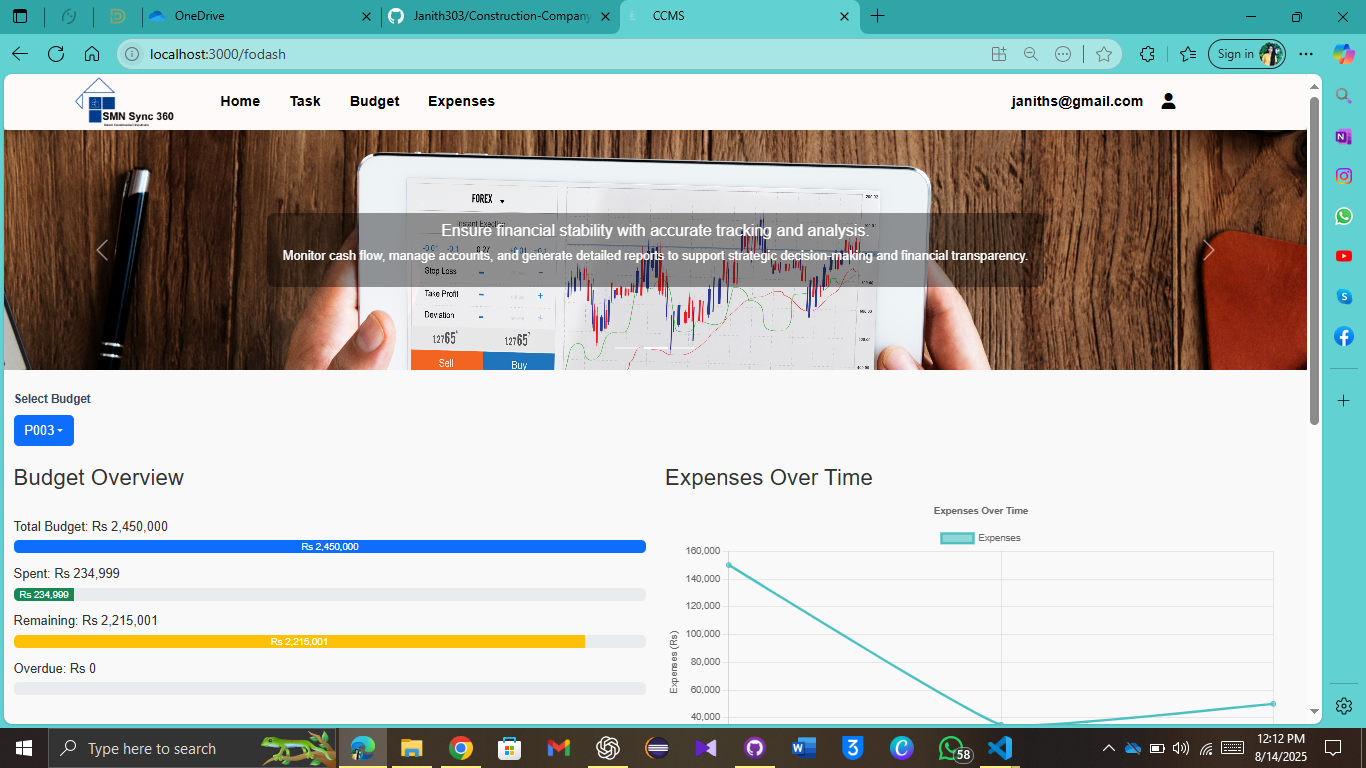 OneDrive
Janith303/Construction-Company
CCMS
localhost:3000/fodash
Sign in
SMN Sync 360
Home
Task
Budget
Expenses
janiths@gmail.com
FOREX
Ensure financial stability with accurate tracking and analysis.
Monitor cash flow, manage accounts, and generate detailed reports to support strategic decision-making and financial transparency.
Stop Loss
Take Profit
Deviation
Sell
Buy
Select Budget
P003
Budget Overview
Total Budget: Rs 2,450,000
Rs 2,450,000
Spent: Rs 234,999
Rs 234,999
Remaining: Rs 2,215,001
Rs 2,215,001
Overdue: Rs 0
Expenses Over Time
Expenses Over Time
Expenses
Expenses (Rs)
160,000
140,000
120,000
100,000
80,000
60,000
40,000
Type here to search
58
12:12 PM
8/14/2025